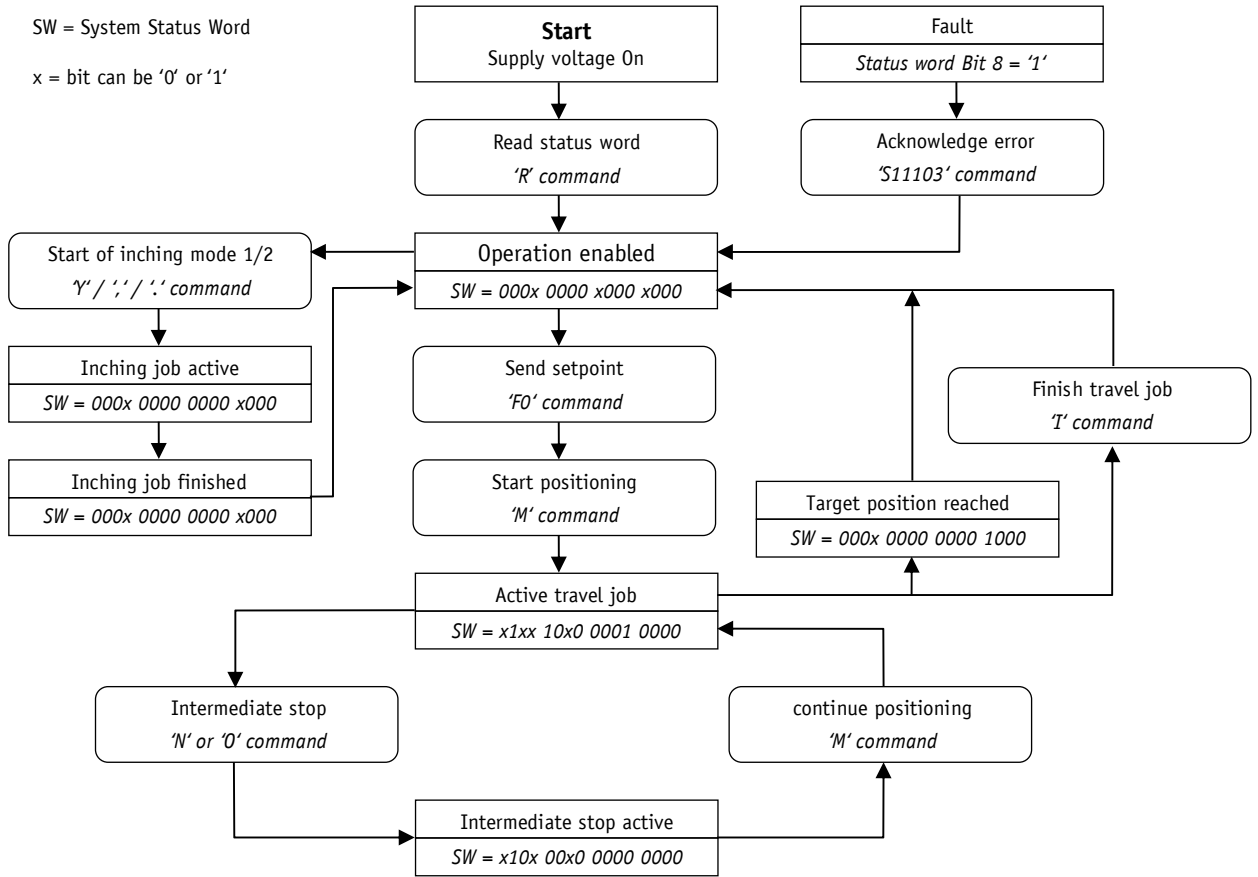 SW = System Status Word
x = bit can be ‘0‘ or ‘1‘
Start
Supply voltage On
Fault
Status word Bit 8 = ‘1‘
Read status word
‘R’ command
Acknowledge error
‘S11103‘ command
Start of inching mode 1/2
‘Y‘ / ‘,‘ / ‘.‘ command
Operation enabled
SW = 000x 0000 x000 x000
Inching job active
SW = 000x 0000 0000 x000
Send setpoint
‘F0‘ command
Finish travel job
‘I‘ command
Inching job finished
SW = 000x 0000 0000 x000
Start positioning
‘M‘ command
Target position reached
SW = 000x 0000 0000 1000
Active travel job
SW = x1xx 10x0 0001 0000
Intermediate stop
‘N‘ or ‘O‘ command
continue positioning
‘M‘ command
Intermediate stop active
SW = x10x 00x0 0000 0000